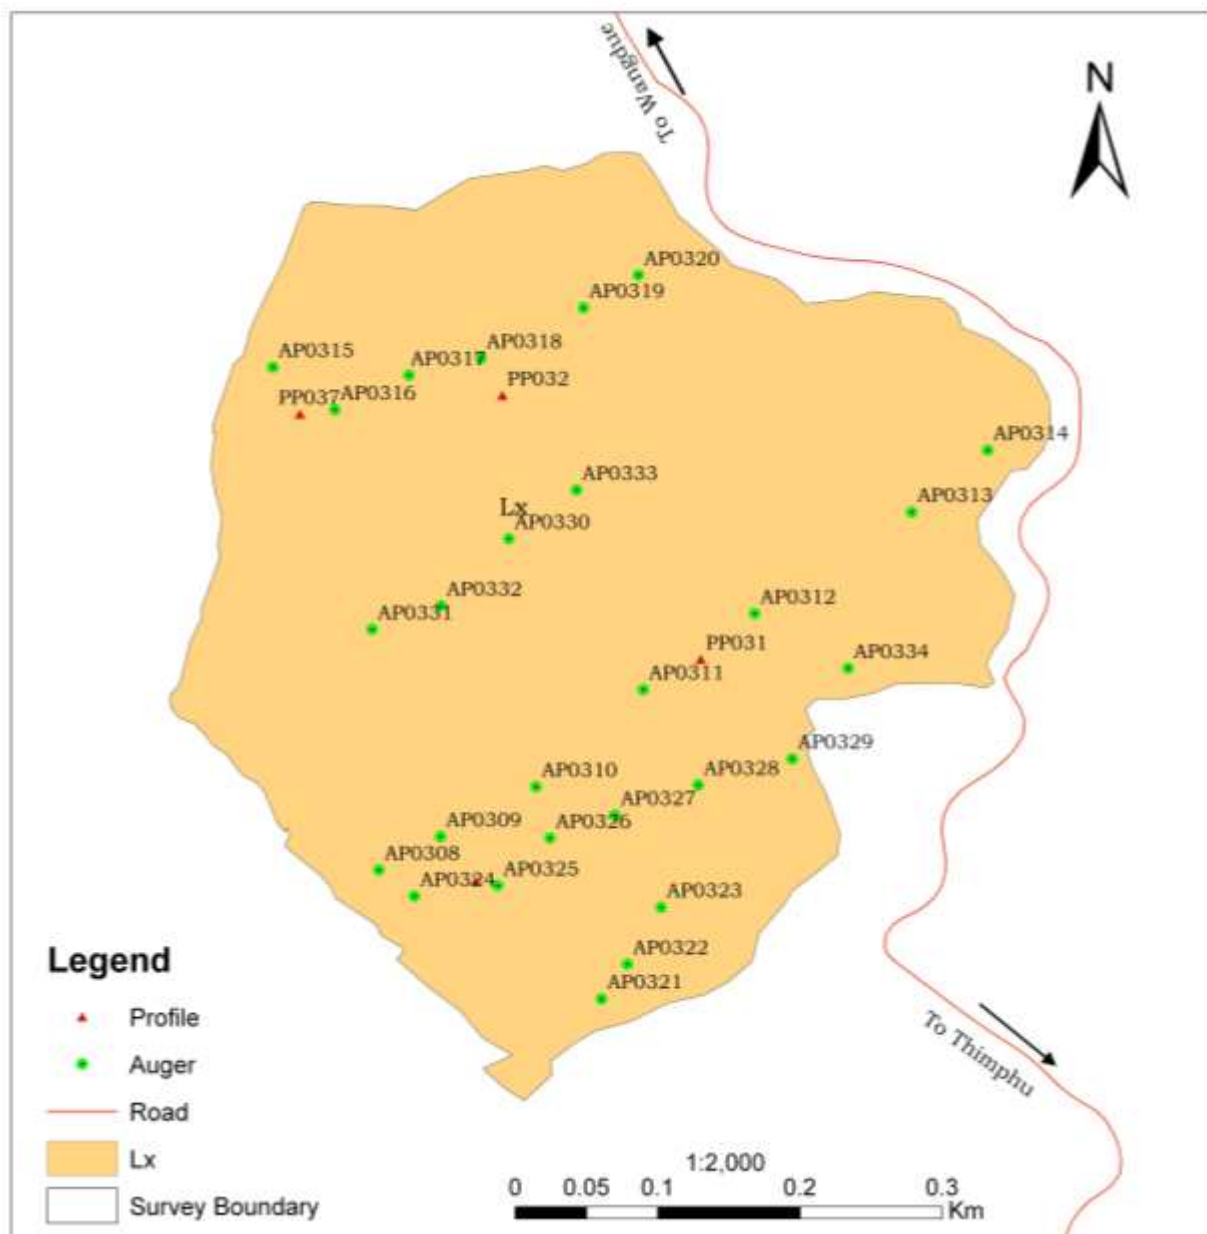 To Wangdue
N
AP0320
AP0319
AP0318
AP0315
AP0317
PP032
PP037
AP0316
AP0314
AP0333
AP0313
Lx
AP0330
AP0332
AP0312
AP0331
PP031
AP0334
AP0311
AP0329
AP0310
AP0328
AP0327
AP0309
AP0326
AP0308
AP0325
AP0324
AP0323
AP0322
AP0321
To Thimphu
Legend
Profile
Auger
Road
Lx
Survey Boundary
1:2,000
0 0.05 0.1 0.2 0.3
Km